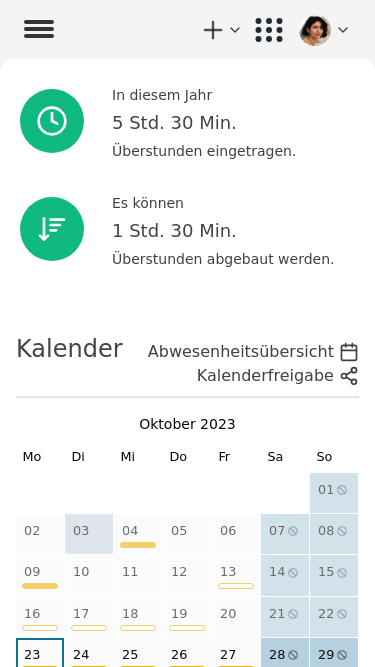 In diesem Jahr
5 Std. 30 Min.
Überstunden eingetragen.
Es können
1 Std. 30 Min.
Überstunden abgebaut werden.
Kalender
Abwesenheitsübersicht
Kalenderfreigabe
Oktober 2023
Mo Di Mi Do Fr Sa So
01
02 03 04 05 06 07 08
09 10 11 12 13 14 15
16 17 18 19 20 21 22
23 24 25 26 27 28 29